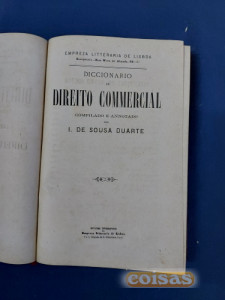 EMPREZA LITTERARIA DE LISBOA
DICCIONARIO
DE
DIREITO COMMERCIAL
COMPILADO E ANNOTADO
POR
I. DE SOUSA DUARTE
coisas